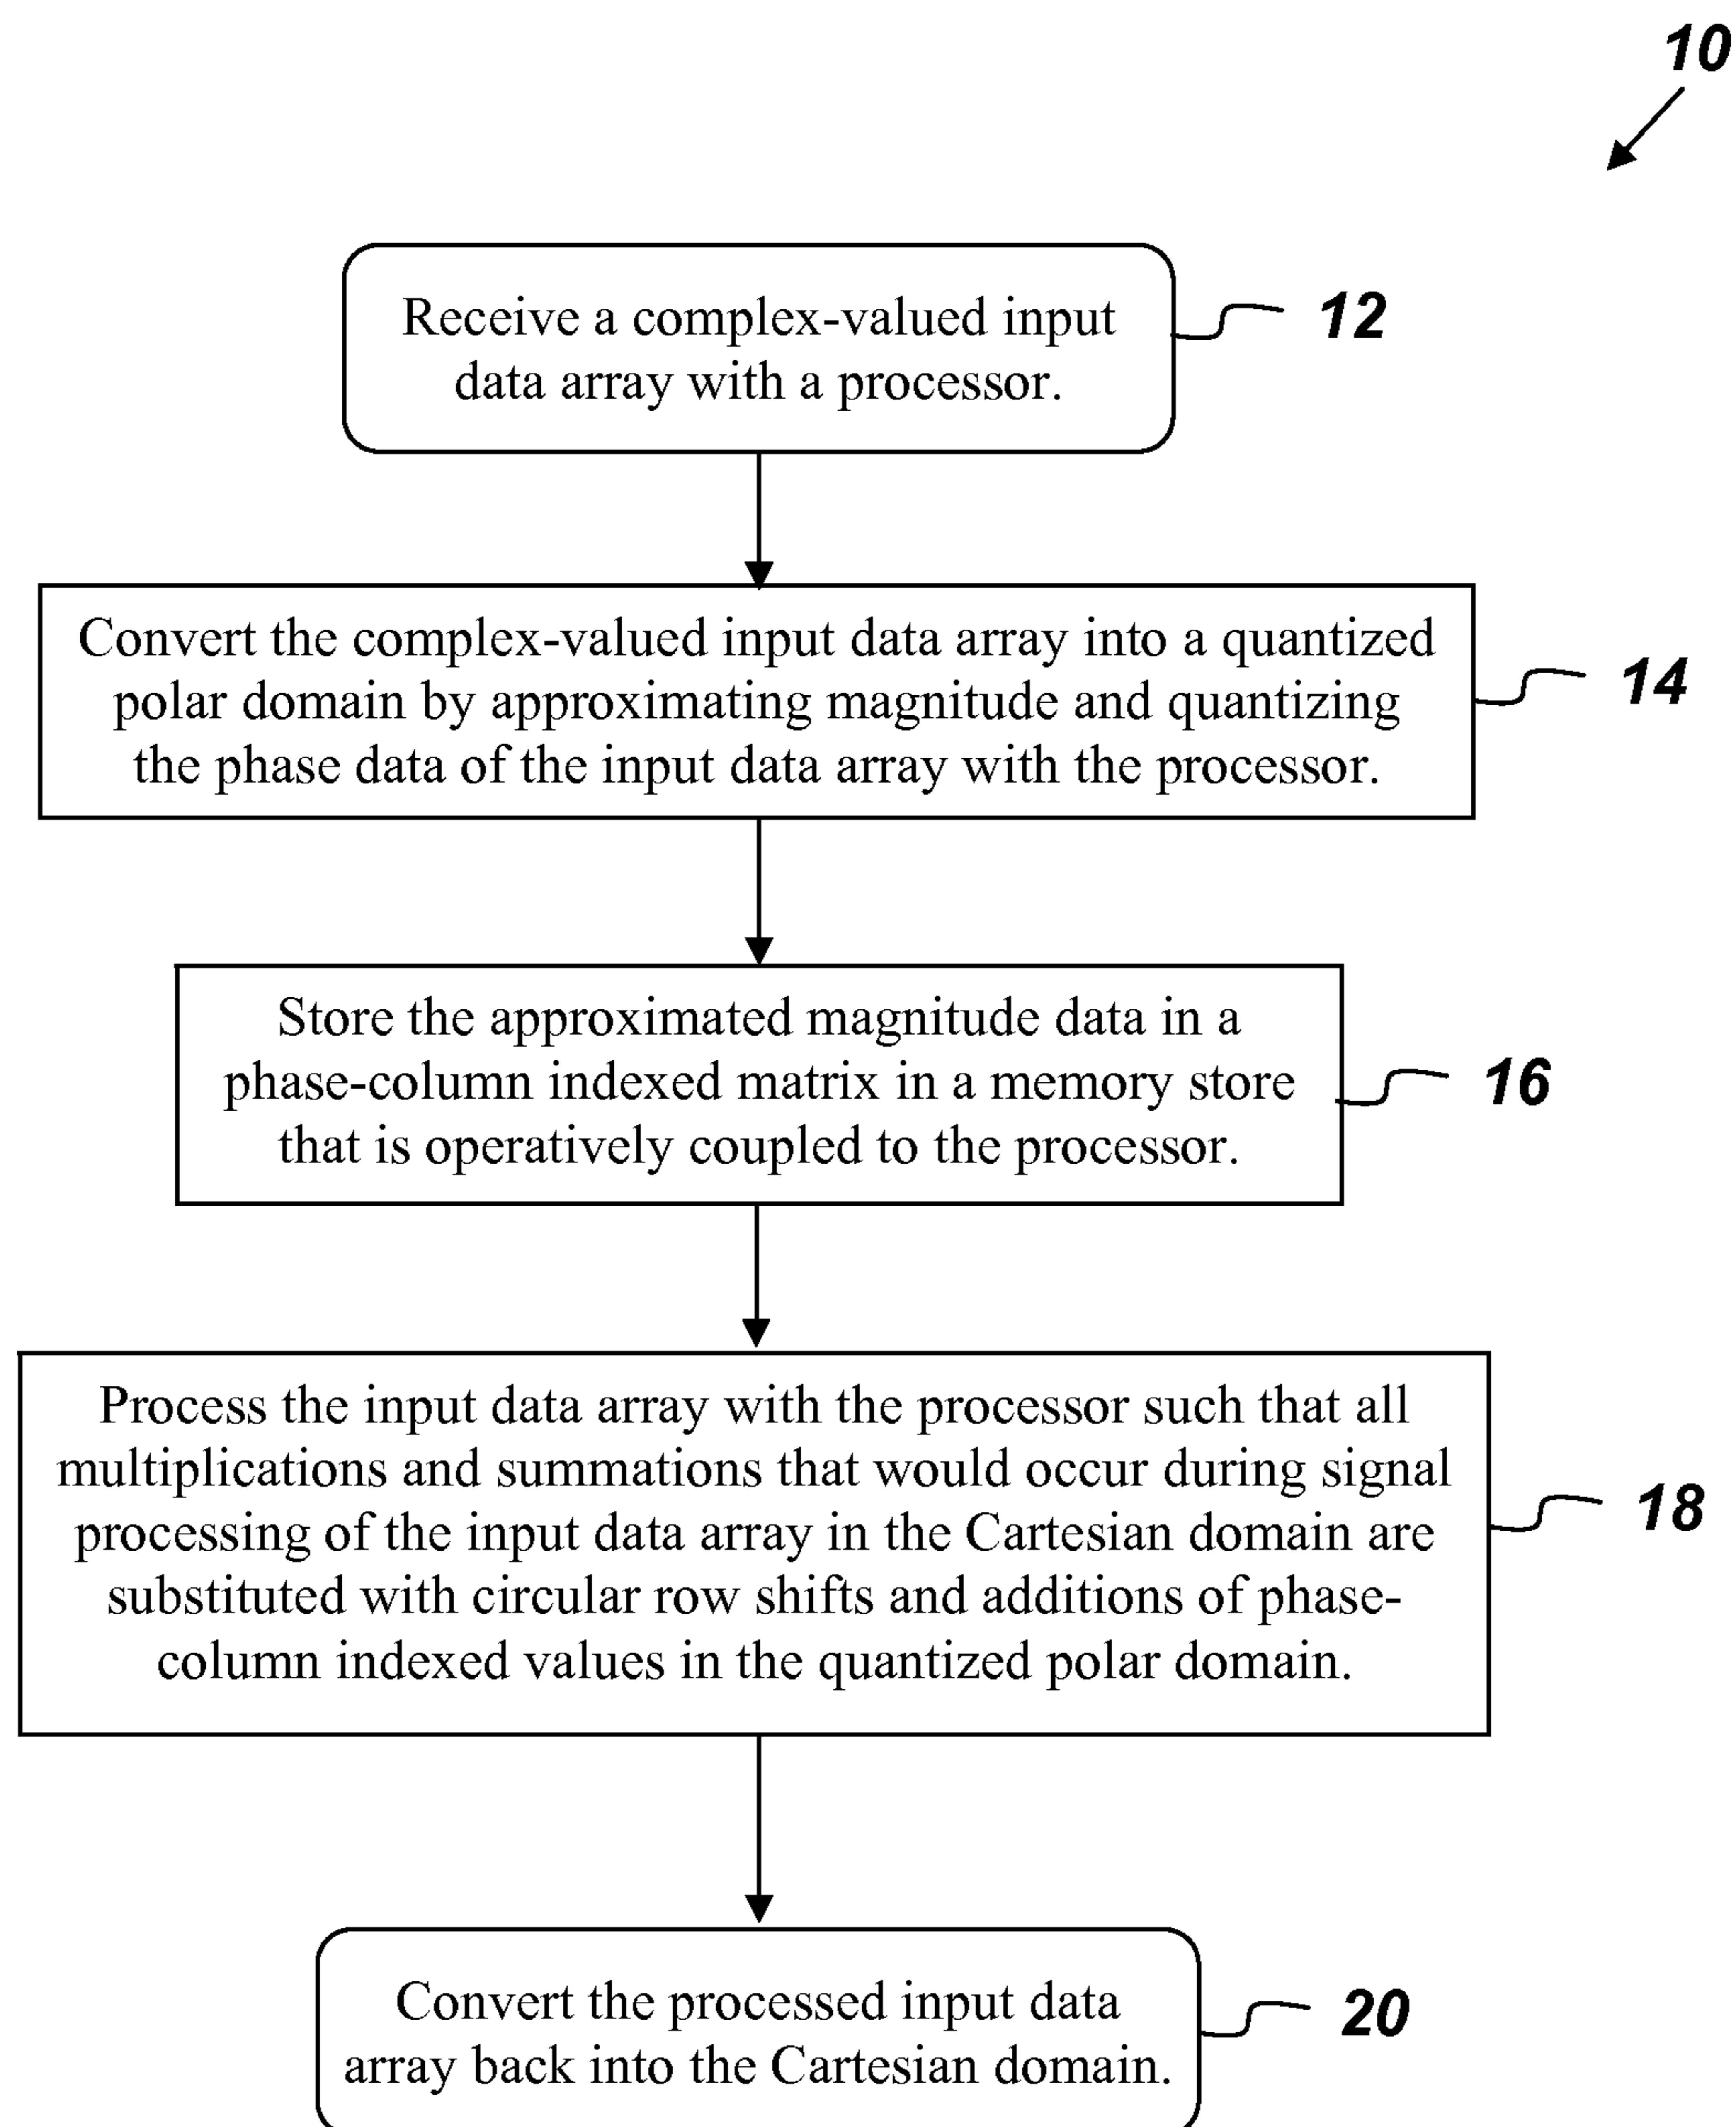 10
Receive a complex-valued input
data array with a processor.
12
Convert the complex-valued input data array into a quantized
polar domain by approximating magnitude and quantizing
the phase data of the input data array with the processor.
14
Store the approximated magnitude data in a
phase-column indexed matrix in a memory store
that is operatively coupled to the processor.
16
Process the input data array with the processor such that all
multiplications and summations that would occur during signal
processing of the input data array in the Cartesian domain are
substituted with circular row shifts and additions of phase-
column indexed values in the quantized polar domain.
18
Convert the processed input data
array back into the Cartesian domain.
20